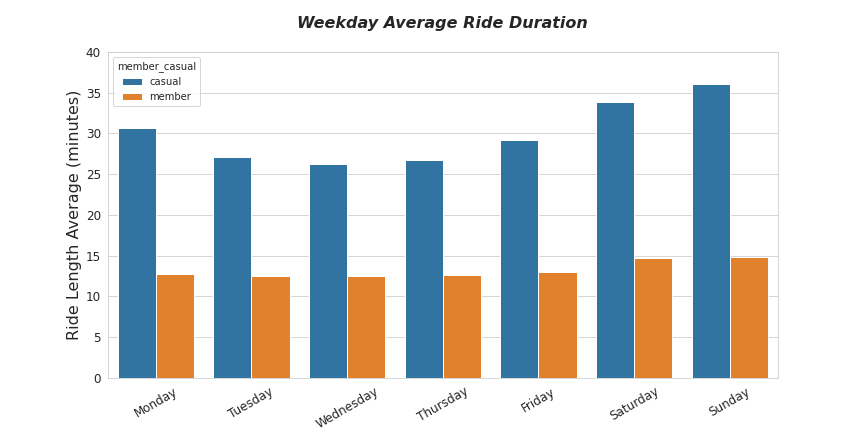 Weekday Average Ride Duration
member_casual
casual
member
Ride Length Average (minutes)
40
35
30
25
20
15
10
5
0
Monday
Tuesday
Wednesday
Thursday
Friday
Saturday
Sunday